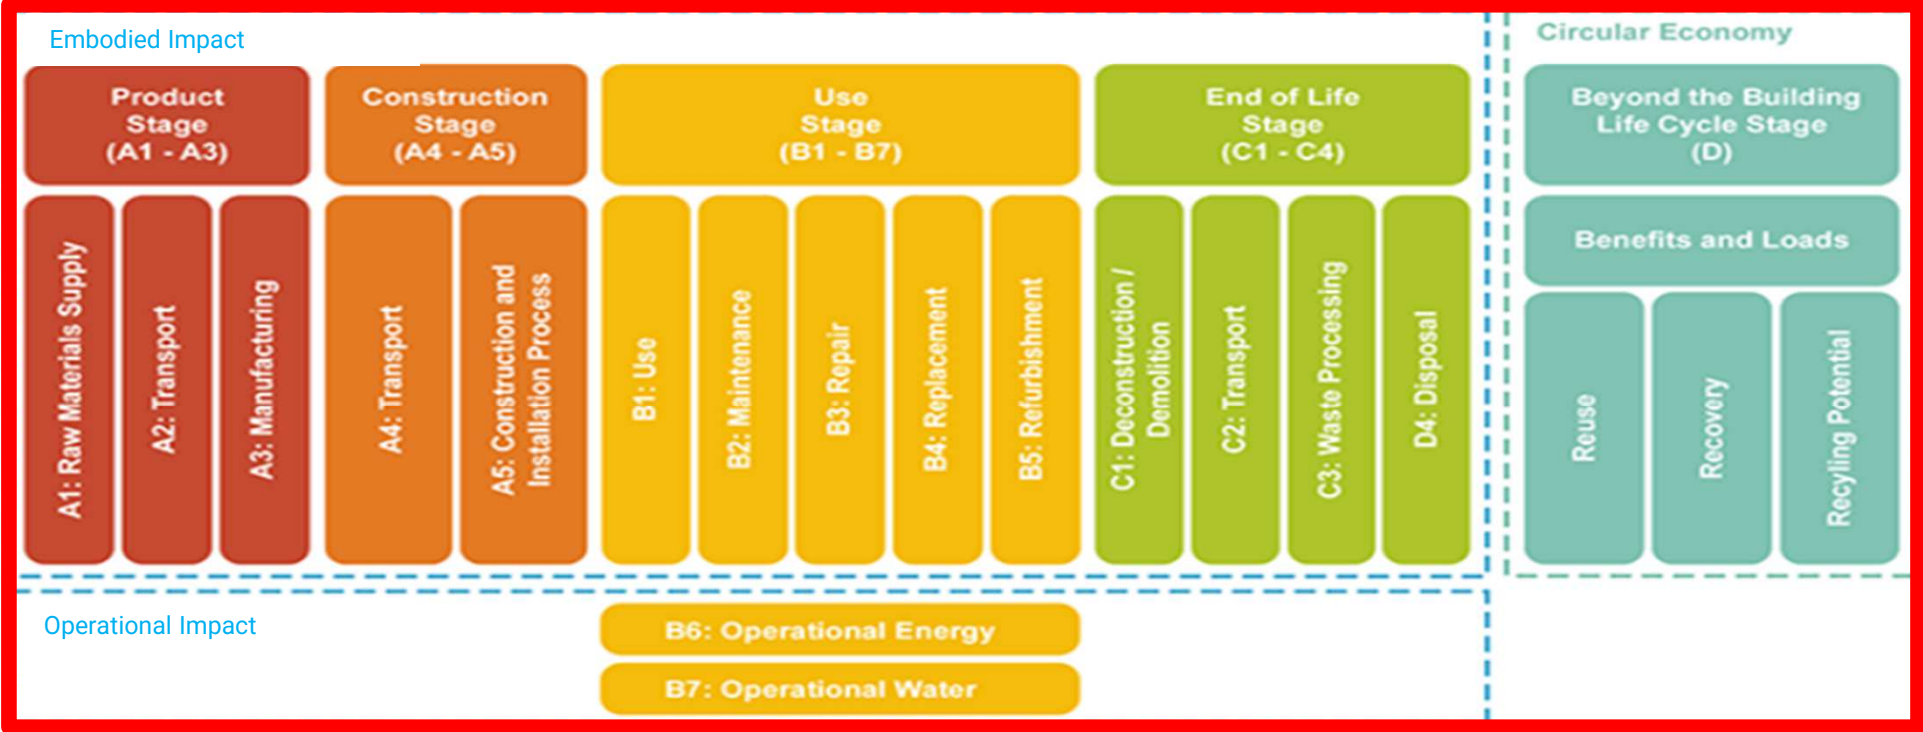 Embodied Impact
Circular Economy
Product
Stage
(A1 - A3)
Construction
Stage
(A4 - A5)
Use
Stage
(B1 - B7)
End of Life
Stage
(C1 - C4)
Beyond the Building
Life Cycle Stage
(D)
A1: Raw Materials Supply
A2: Transport
A3: Manufacturing
A4: Transport
A5: Construction and
Installation Process
B1: Use
B2: Maintenance
B3: Repair
B4: Replacement
B5: Refurbishment
C1: Deconstruction /
Demolition
C2: Transport
C3: Waste Processing
D4: Disposal
Benefits and Loads
Reuse
Recovery
Recyling Potential
Operational Impact
B6: Operational Energy
B7: Operational Water